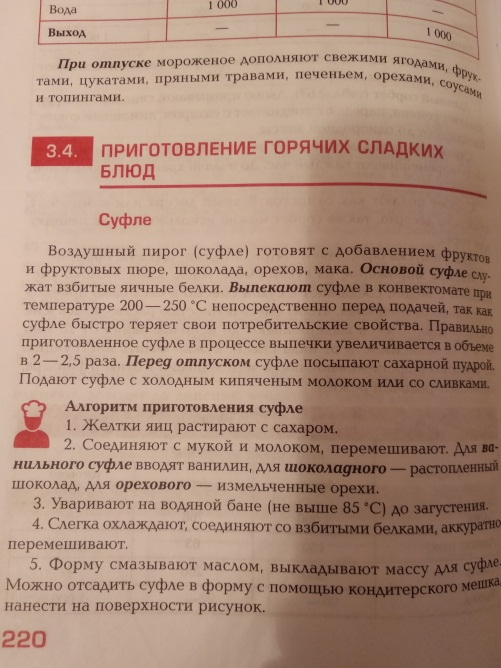 Вода 1 000 1 000 —
Выход — — 1 000
При отпуске мороженое дополняют свежими ягодами, фрук-
тами, цукатами, пряными травами, печеньем, орехами, соусами
и топингами.
3.4. ПРИГОТОВЛЕНИЕ ГОРЯЧИХ СЛАДКИХ
БЛЮД
Суфле
Воздушный пирог (суфле) готовят с добавлением фруктов
и фруктовых пюре, шоколада, орехов, мака. Основой суфле слу-
жат взбитые яичные белки. Выпекают суфле в конвектомате при
температуре 200—250 °С непосредственно перед подачей, так как
суфле быстро теряет свои потребительские свойства. Правильно
приготовленное суфле в процессе выпечки увеличивается в объеме
в 2—2,5 раза. Перед отпуском суфле посыпают сахарной пудрой.
Подают суфле с холодным кипяченым молоком или со сливками.
Алгоритм приготовления суфле
1. Желтки яиц растирают с сахаром.
2. Соединяют с мукой и молоком, перемешивают. Для ва-
нильного суфле вводят ванилин, для шоколадного — растопленный
шоколад, для орехового — измельченные орехи.
3. Уваривают на водяной бане (не выше 85 °С) до загустения.
4. Слегка охлаждают, соединяют со взбитыми белками, аккуратно
перемешивают.
5. Форму смазывают маслом, выкладывают массу для суфле.
Можно отсадить суфле в форму с помощью кондитерского мешка,
нанести на поверхности рисунок.
220